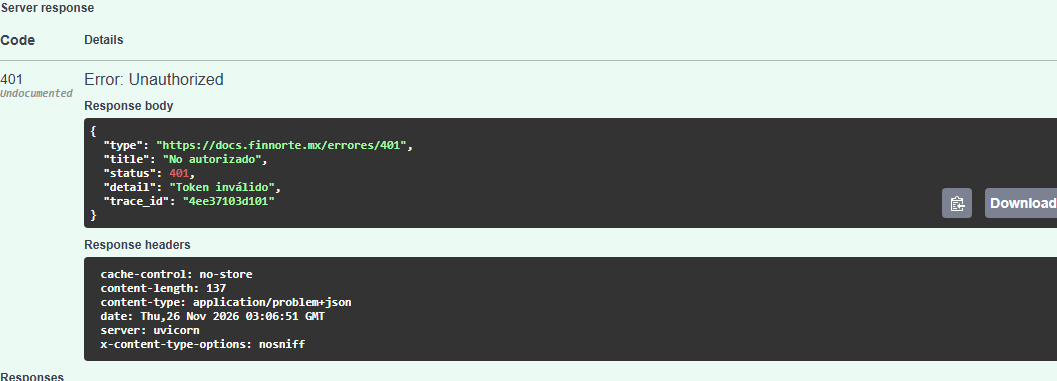 Server response
Code Details
401 Error: Unauthorized
Undocumented
Response body
{
  "type": "https://docs.finnorte.mx/errores/401",
  "title": "No autorizado",
  "status": 401,
  "detail": "Token inválido",
  "trace_id": "4ee37103d101"
}
Download
Response headers
cache-control: no-store
content-length: 137
content-type: application/problem+json
date: Thu,26 Nov 2026 03:06:51 GMT
server: uvicorn
x-content-type-options: nosniff
Responses